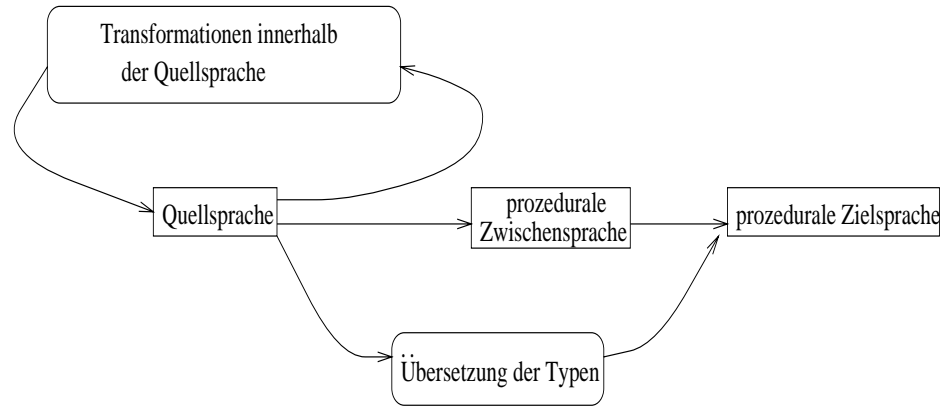 Transformationen innerhalb
der Quellsprache
Quellsprache
prozedurale
Zwischensprache
prozedurale Zielsprache
Übersetzung der Typen